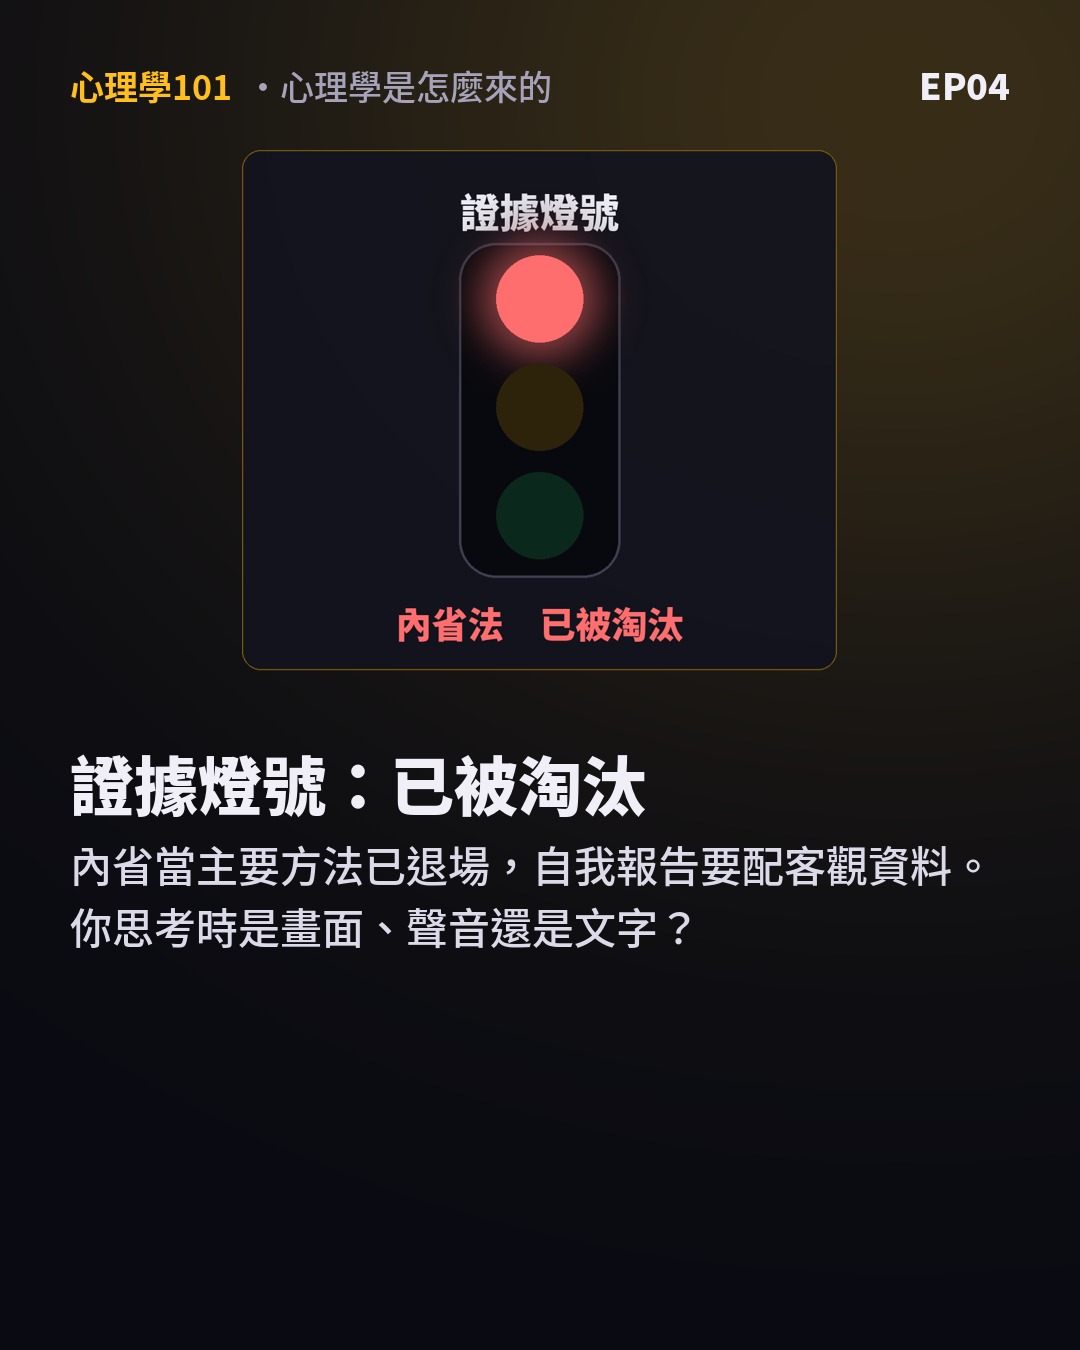 心理學101 ・心理學是怎麼來的
EP04
證據燈號
內省法　已被淘汰
證據燈號：已被淘汰
內省當主要方法已退場，自我報告要配客觀資料。
你思考時是畫面、聲音還是文字？